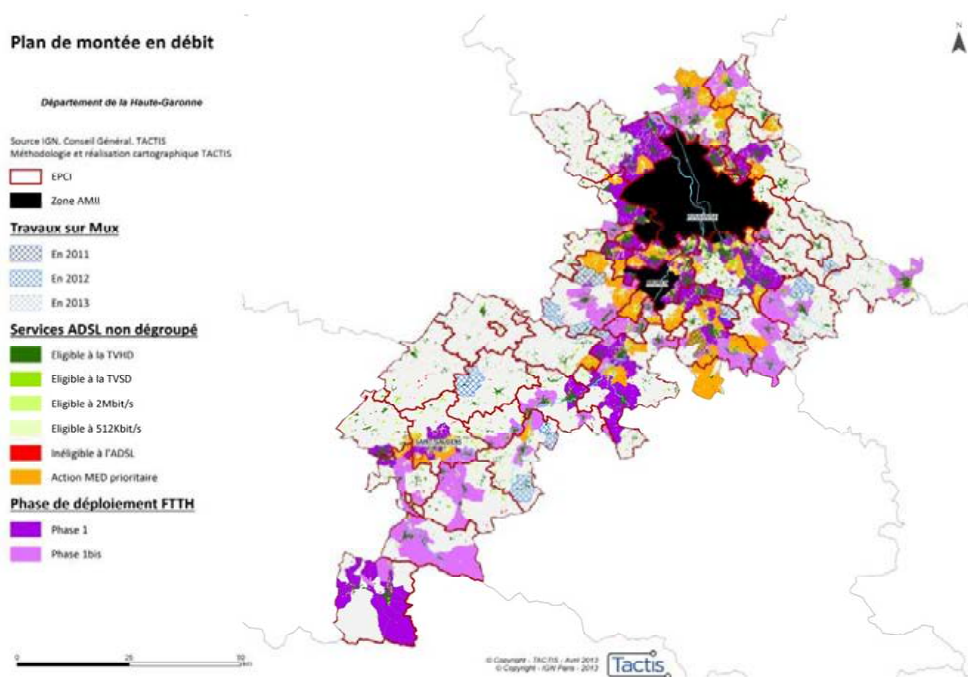 Plan de montée en débit
N
Département de la Haute-Garonne
Source IGN, Conseil Général, TACTIS
Méthodologie et réalisation cartographique TACTIS
EPCI
Zone AMII
Travaux sur Mux
En 2011
En 2012
En 2013
Services ADSL non dégroupé
Eligible à la TVHD
Eligible à la TVSD
Eligible à 2Mbit/s
Eligible à 512Kbit/s
Inéligible à l'ADSL
Action MED prioritaire
Phase de déploiement FTTH
Phase 1
Phase 1bis
SAINT-GAUDENS
0 25 50
© Copyright - TACTIS - Avril 2013
© Copyright - IGN Paris - 2013
Tactis